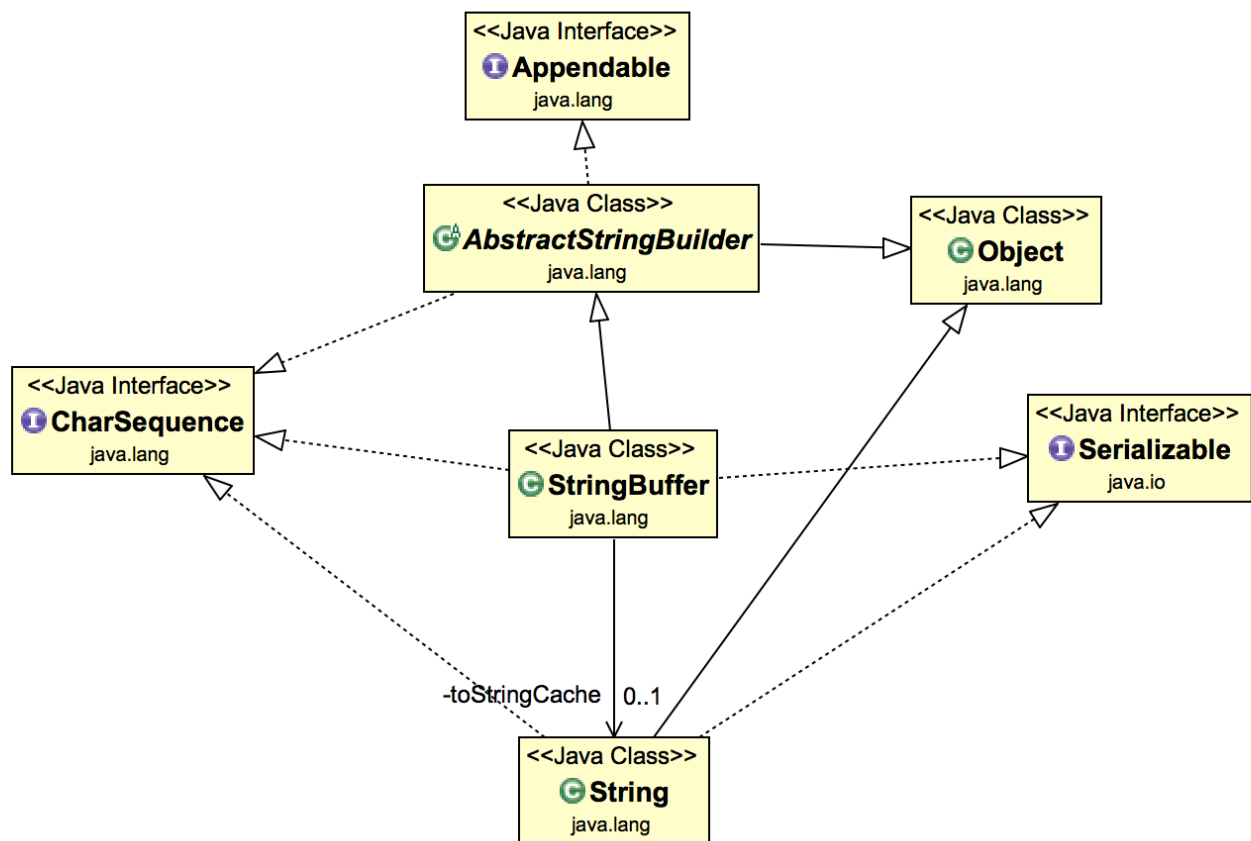 <<Java Interface>>
I Appendable
java.lang
<<Java Class>>
C A AbstractStringBuilder
java.lang
<<Java Class>>
C Object
java.lang
<<Java Interface>>
I CharSequence
java.lang
<<Java Class>>
C StringBuffer
java.lang
<<Java Interface>>
I Serializable
java.io
-toStringCache 0..1
<<Java Class>>
C String
java.lang